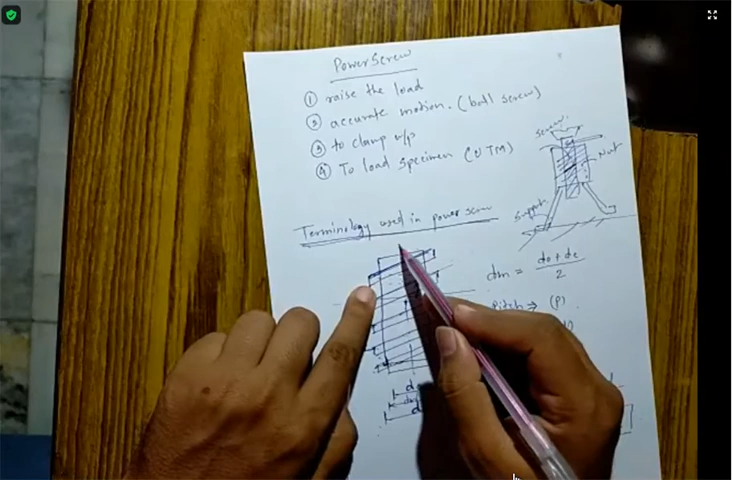 Power Screw
① raise the load
② accurate motion. (ball screw)
③ to clamp w/p
④ To load specimen (UTM)
Screw
Nut
Support
Terminology used in power screw
dm = do + dc / 2
Pitch → (P)